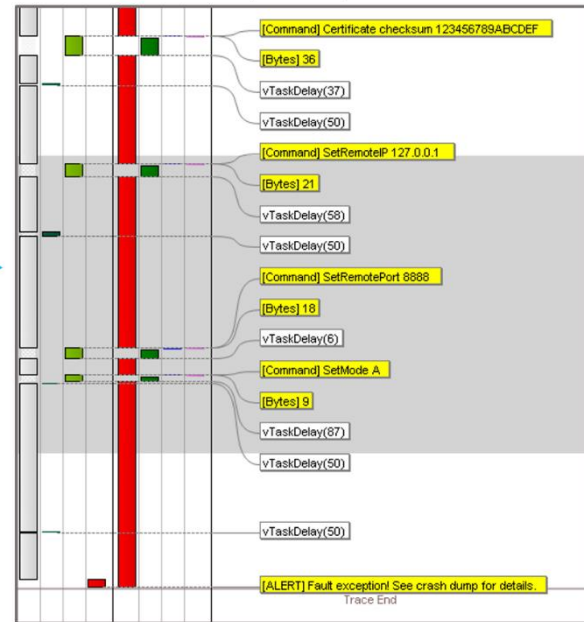 [Command] Certificate checksum 123456789ABCDEF
[Bytes] 36
vTaskDelay(37)
vTaskDelay(50)
[Command] SetRemoteIP 127.0.0.1
[Bytes] 21
vTaskDelay(58)
vTaskDelay(50)
[Command] SetRemotePort 8888
[Bytes] 18
vTaskDelay(6)
[Command] SetMode A
[Bytes] 9
vTaskDelay(87)
vTaskDelay(50)
vTaskDelay(50)
[ALERT] Fault exception! See crash dump for details.
Trace End